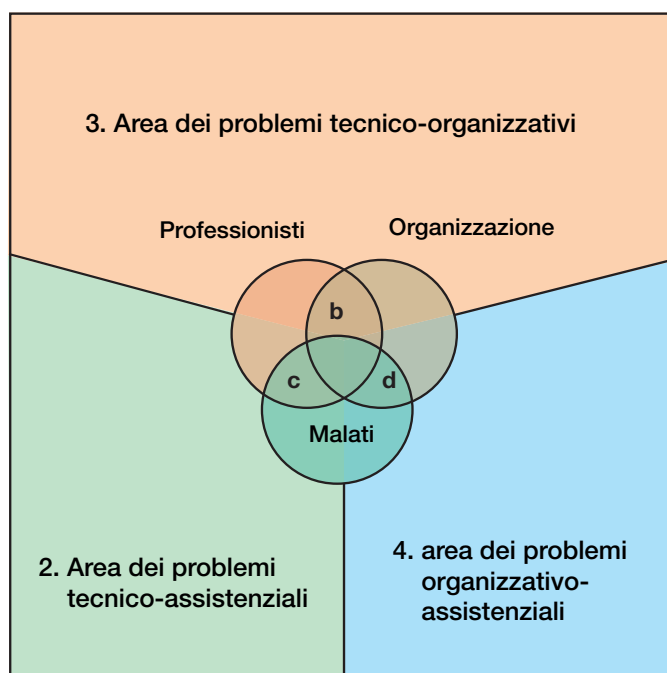 3. Area dei problemi tecnico-organizzativi
Professionisti
Organizzazione
b
c
d
Malati
2. Area dei problemi
tecnico-assistenziali
4. area dei problemi
organizzativo-
assistenziali